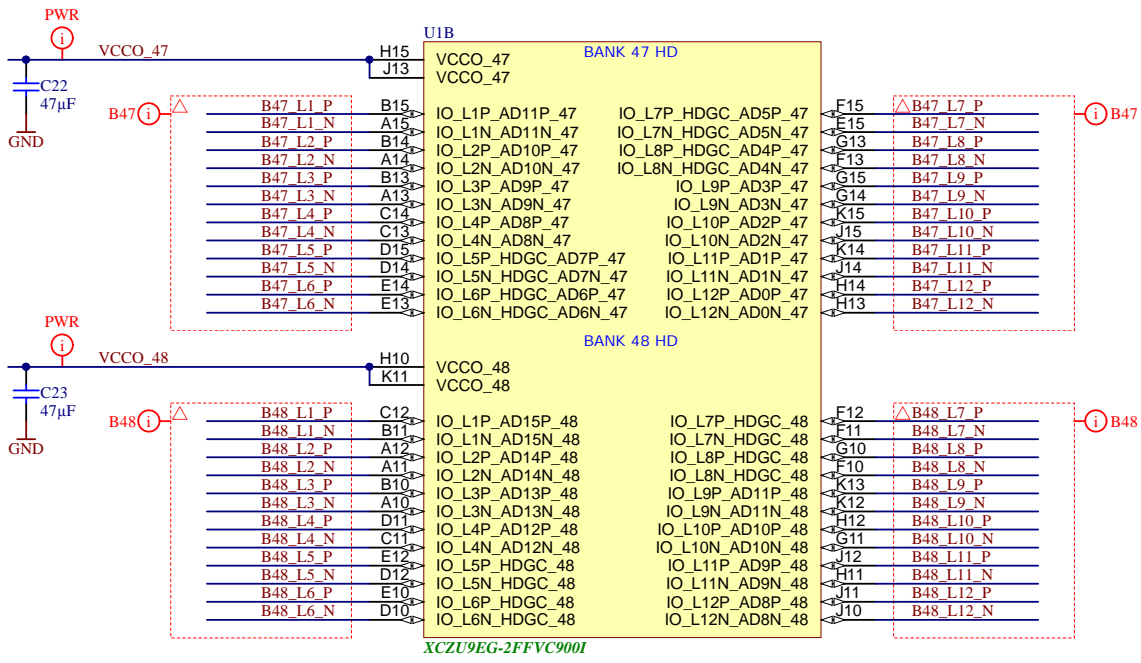 PWR
i
VCCO_47
C22
47µF
GND
U1B
BANK 47 HD
H15 VCCO_47
J13 VCCO_47
B47 i
B47_L1_P B15 IO_L1P_AD11P_47 IO_L7P_HDGC_AD5P_47 F15 B47_L7_P
B47_L1_N A15 IO_L1N_AD11N_47 IO_L7N_HDGC_AD5N_47 E15 B47_L7_N
B47_L2_P B14 IO_L2P_AD10P_47 IO_L8P_HDGC_AD4P_47 G13 B47_L8_P
B47_L2_N A14 IO_L2N_AD10N_47 IO_L8N_HDGC_AD4N_47 F13 B47_L8_N
B47_L3_P B13 IO_L3P_AD9P_47 IO_L9P_AD3P_47 G15 B47_L9_P
B47_L3_N A13 IO_L3N_AD9N_47 IO_L9N_AD3N_47 G14 B47_L9_N
B47_L4_P C14 IO_L4P_AD8P_47 IO_L10P_AD2P_47 K15 B47_L10_P
B47_L4_N C13 IO_L4N_AD8N_47 IO_L10N_AD2N_47 J15 B47_L10_N
B47_L5_P D15 IO_L5P_HDGC_AD7P_47 IO_L11P_AD1P_47 K14 B47_L11_P
B47_L5_N D14 IO_L5N_HDGC_AD7N_47 IO_L11N_AD1N_47 J14 B47_L11_N
B47_L6_P E14 IO_L6P_HDGC_AD6P_47 IO_L12P_AD0P_47 H14 B47_L12_P
B47_L6_N E13 IO_L6N_HDGC_AD6N_47 IO_L12N_AD0N_47 H13 B47_L12_N
i B47
PWR
i
VCCO_48
C23
47µF
GND
BANK 48 HD
H10 VCCO_48
K11 VCCO_48
B48 i
B48_L1_P C12 IO_L1P_AD15P_48 IO_L7P_HDGC_48 F12 B48_L7_P
B48_L1_N B11 IO_L1N_AD15N_48 IO_L7N_HDGC_48 F11 B48_L7_N
B48_L2_P A12 IO_L2P_AD14P_48 IO_L8P_HDGC_48 G10 B48_L8_P
B48_L2_N A11 IO_L2N_AD14N_48 IO_L8N_HDGC_48 F10 B48_L8_N
B48_L3_P B10 IO_L3P_AD13P_48 IO_L9P_AD11P_48 K13 B48_L9_P
B48_L3_N A10 IO_L3N_AD13N_48 IO_L9N_AD11N_48 K12 B48_L9_N
B48_L4_P D11 IO_L4P_AD12P_48 IO_L10P_AD10P_48 H12 B48_L10_P
B48_L4_N C11 IO_L4N_AD12N_48 IO_L10N_AD10N_48 G11 B48_L10_N
B48_L5_P E12 IO_L5P_HDGC_48 IO_L11P_AD9P_48 J12 B48_L11_P
B48_L5_N D12 IO_L5N_HDGC_48 IO_L11N_AD9N_48 H11 B48_L11_N
B48_L6_P E10 IO_L6P_HDGC_48 IO_L12P_AD8P_48 J11 B48_L12_P
B48_L6_N D10 IO_L6N_HDGC_48 IO_L12N_AD8N_48 J10 B48_L12_N
i B48
XCZU9EG-2FFVC900I